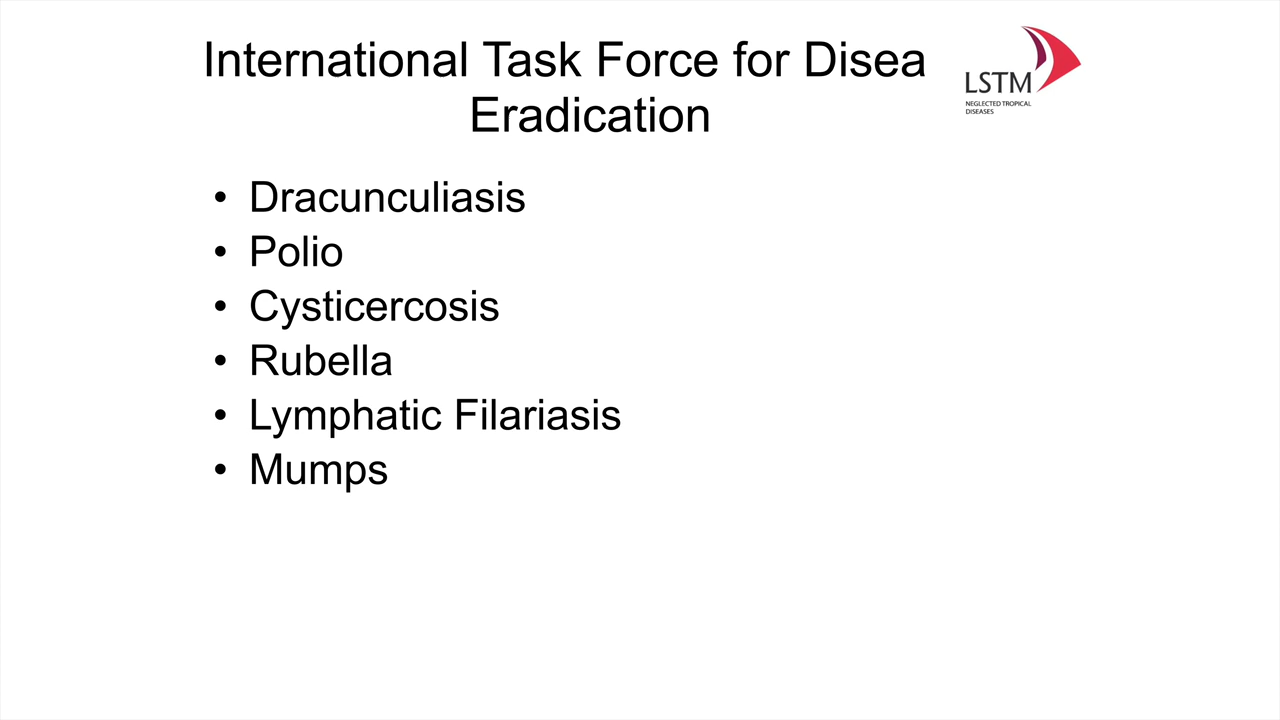 International Task Force for Disea
Eradication
LSTM
NEGLECTED TROPICAL
DISEASES
• Dracunculiasis
• Polio
• Cysticercosis
• Rubella
• Lymphatic Filariasis
• Mumps